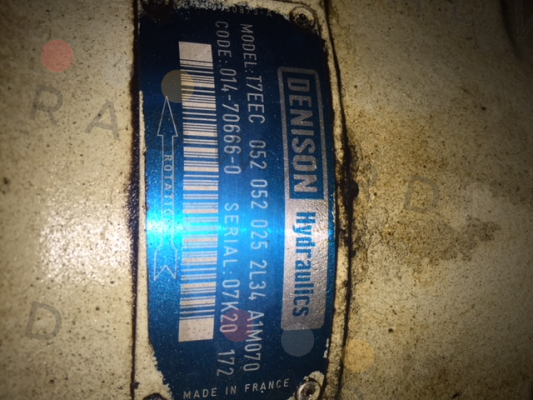 DENISON Hydraulics
MODEL: T7EEC 052 052 025 2L34 A1M070
CODE: 014-70666-0 SERIAL: 07K20 172
ROTATION
MADE IN FRANCE